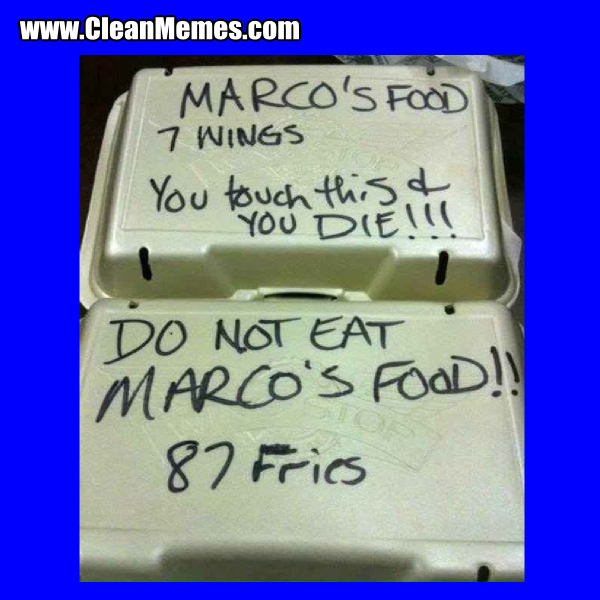 www.CleanMemes.com
MARCO'S FOOD
7 WINGS
You touch this &
YOU DIE!!!
DO NOT EAT
MARCO'S FOOD!!
87 Fries